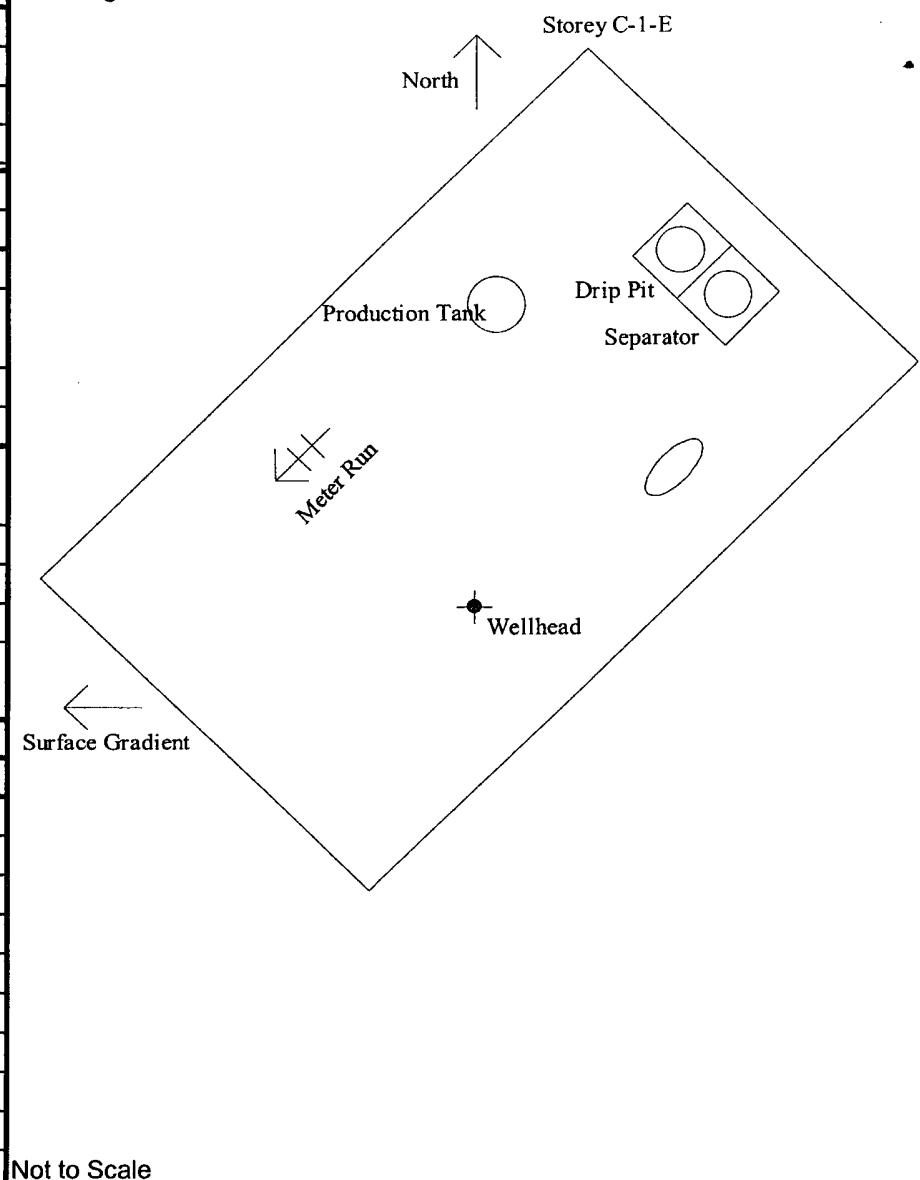 Storey C-1-E
North
Drip Pit
Production Tank
Separator
Meter Run
Wellhead
Surface Gradient
Not to Scale